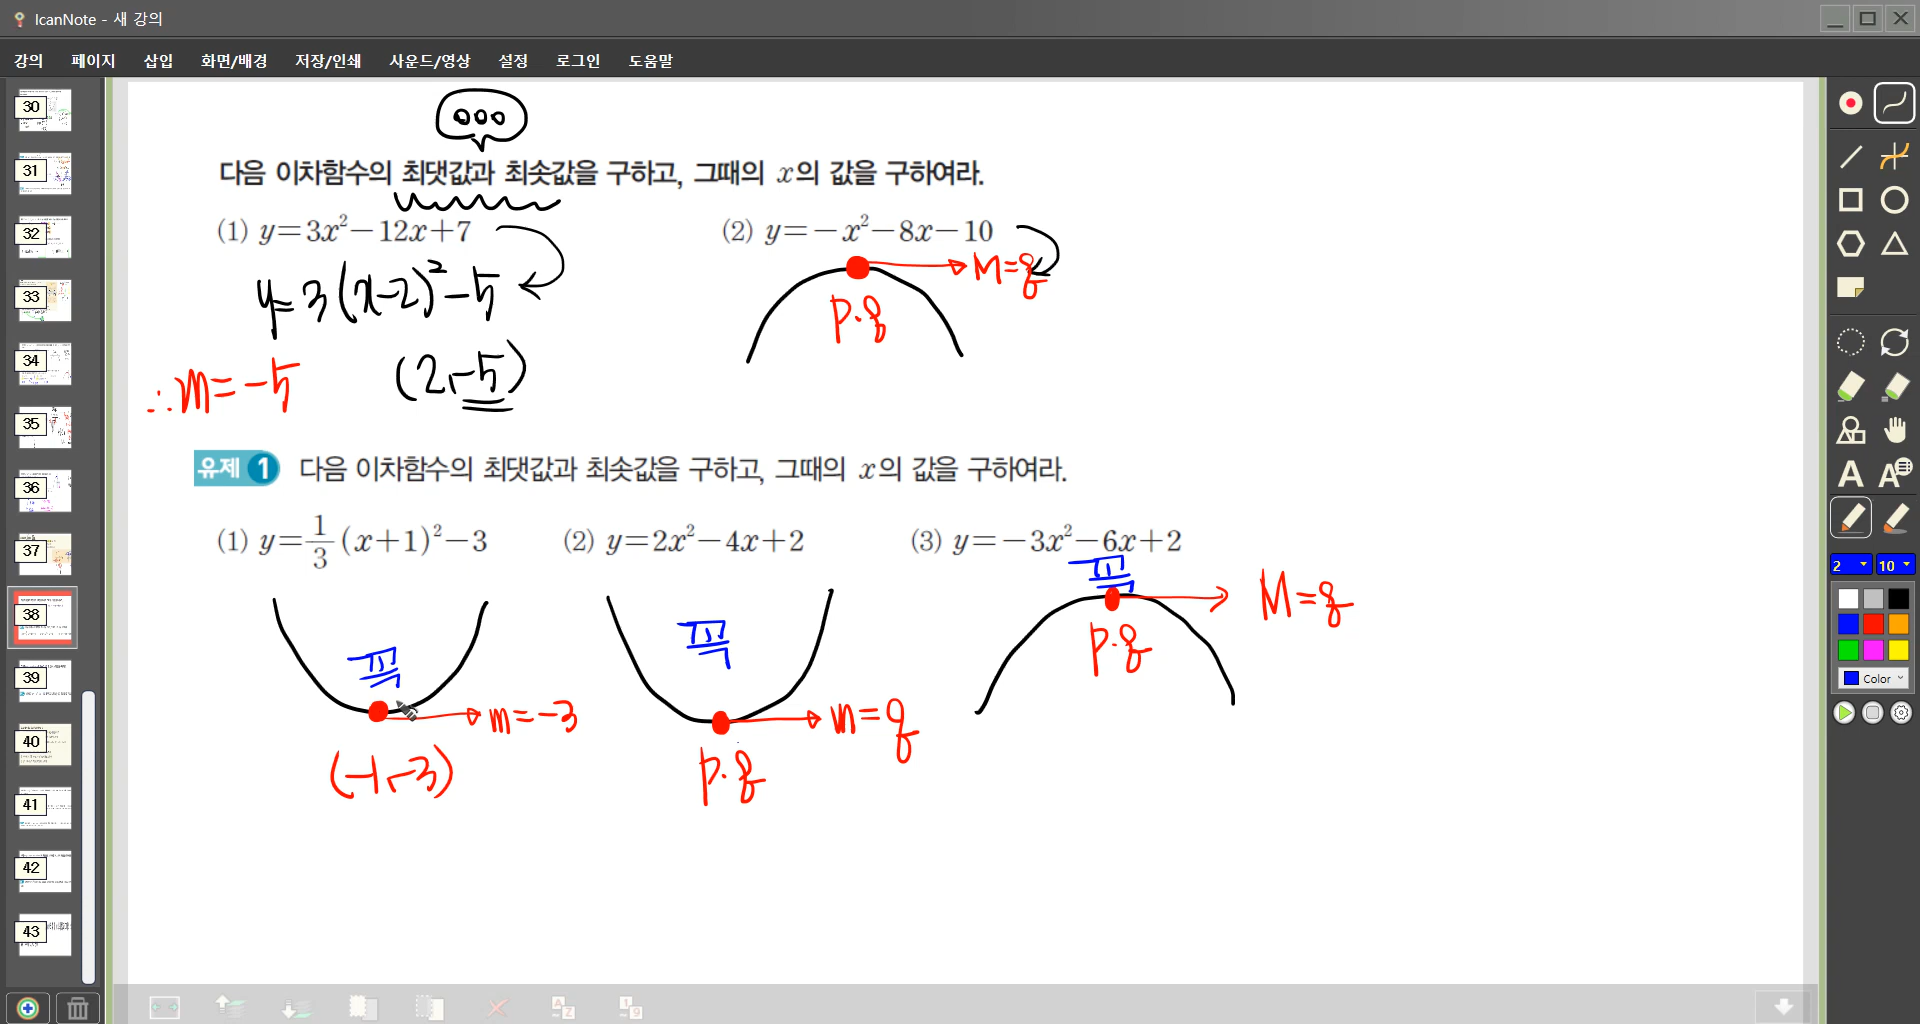 IcanNote - 새 강의
강의 페이지 삽입 화면/배경 저장/인쇄 사운드/영상 설정 로그인 도움말
30
31
32
33
34
35
36
37
38
39
40
41
42
43
다음 이차함수의 최댓값과 최솟값을 구하고, 그때의 x의 값을 구하여라.
(1) y=3x²-12x+7 (2) y=-x²-8x-10
y=3(x-2)²-5
M=q
p.q
(2,-5)
∴m=-5
유제 1 다음 이차함수의 최댓값과 최솟값을 구하고, 그때의 x의 값을 구하여라.
(1) y=1/3(x+1)²-3 (2) y=2x²-4x+2 (3) y=-3x²-6x+2
꼭 꼭 꼭
M=q
p.q
m=-3
m=q
(-1,-3)
p.q
2 10
Color